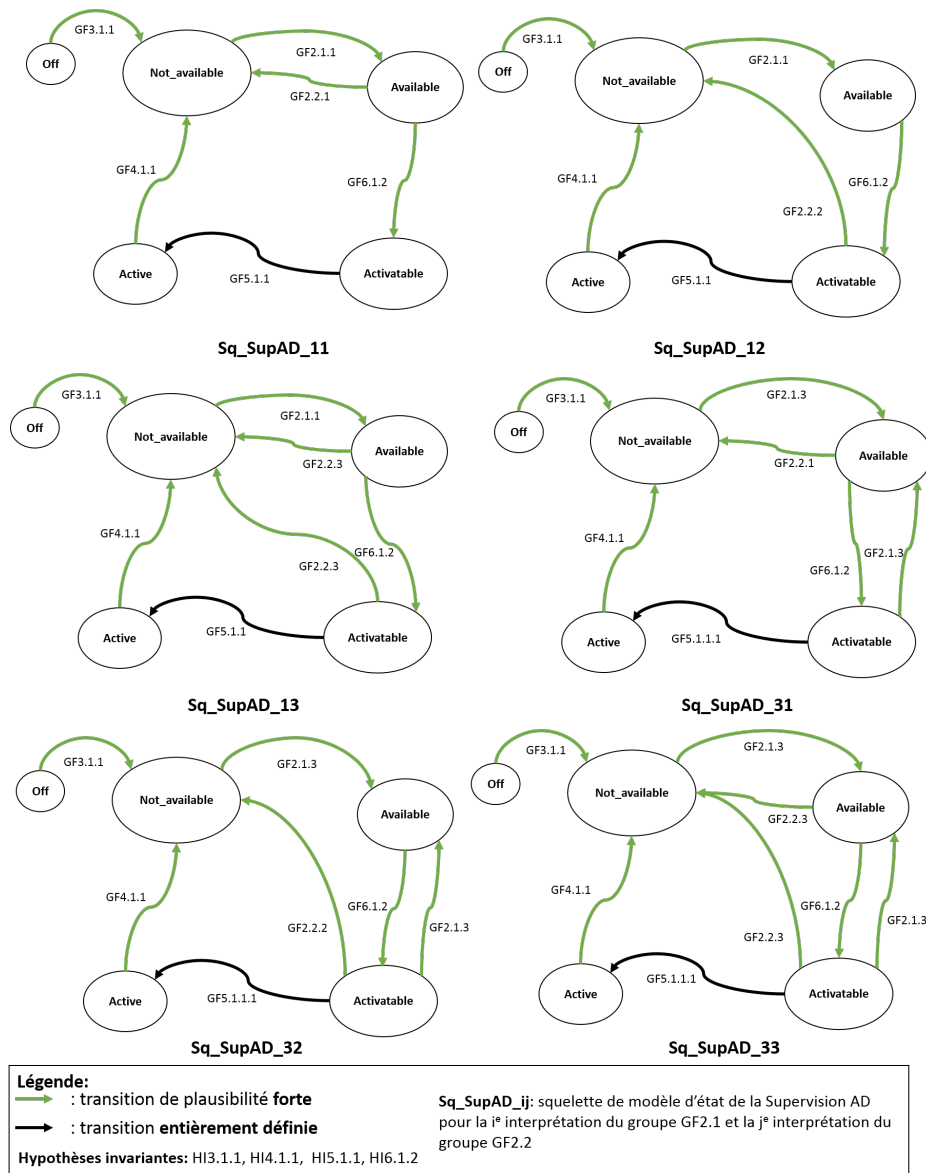 GF3.1.1
Off
Not_available
GF2.1.1
GF2.2.1
Available
GF4.1.1
GF6.1.2
Active
GF5.1.1
Activatable
Sq_SupAD_11
GF3.1.1
Off
Not_available
GF2.1.1
Available
GF4.1.1
GF6.1.2
GF2.2.2
Active
GF5.1.1
Activatable
Sq_SupAD_12
GF3.1.1
Off
Not_available
GF2.1.1
GF2.2.3
Available
GF4.1.1
GF6.1.2
GF2.2.3
Active
GF5.1.1
Activatable
Sq_SupAD_13
GF3.1.1
Off
Not_available
GF2.1.3
GF2.2.1
Available
GF4.1.1
GF6.1.2
GF2.1.3
Active
GF5.1.1.1
Activatable
Sq_SupAD_31
GF3.1.1
Off
Not_available
GF2.1.3
Available
GF4.1.1
GF6.1.2
GF2.2.2
GF2.1.3
Active
GF5.1.1.1
Activatable
Sq_SupAD_32
GF3.1.1
Off
Not_available
GF2.1.3
GF2.2.3
Available
GF4.1.1
GF6.1.2
GF2.2.3
GF2.1.3
Active
GF5.1.1.1
Activatable
Sq_SupAD_33
Légende:
: transition de plausibilité forte
: transition entièrement définie
Hypothèses invariantes: HI3.1.1, HI4.1.1, HI5.1.1, HI6.1.2
Sq_SupAD_ij: squelette de modèle d'état de la Supervision AD
pour la iᵉ interprétation du groupe GF2.1 et la jᵉ interprétation du
groupe GF2.2